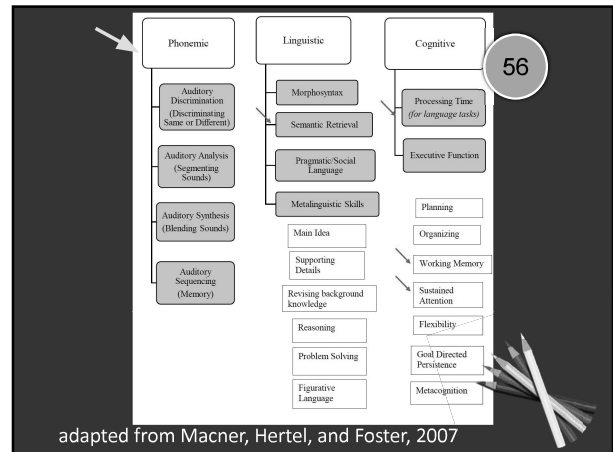 Phonemic
Auditory
Discrimination
(Discriminating
Same or Different)
Auditory Analysis
(Segmenting
Sounds)
Auditory Synthesis
(Blending Sounds)
Auditory
Sequencing
(Memory)
Linguistic
Morphosyntax
Semantic Retrieval
Pragmatic/Social
Language
Metalinguistic Skills
Main Idea
Supporting
Details
Revising background
knowledge
Reasoning
Problem Solving
Figurative
Language
Cognitive
56
Processing Time
(for language tasks)
Executive Function
Planning
Organizing
Working Memory
Sustained
Attention
Flexibility
Goal Directed
Persistence
Metacognition
adapted from Macner, Hertel, and Foster, 2007